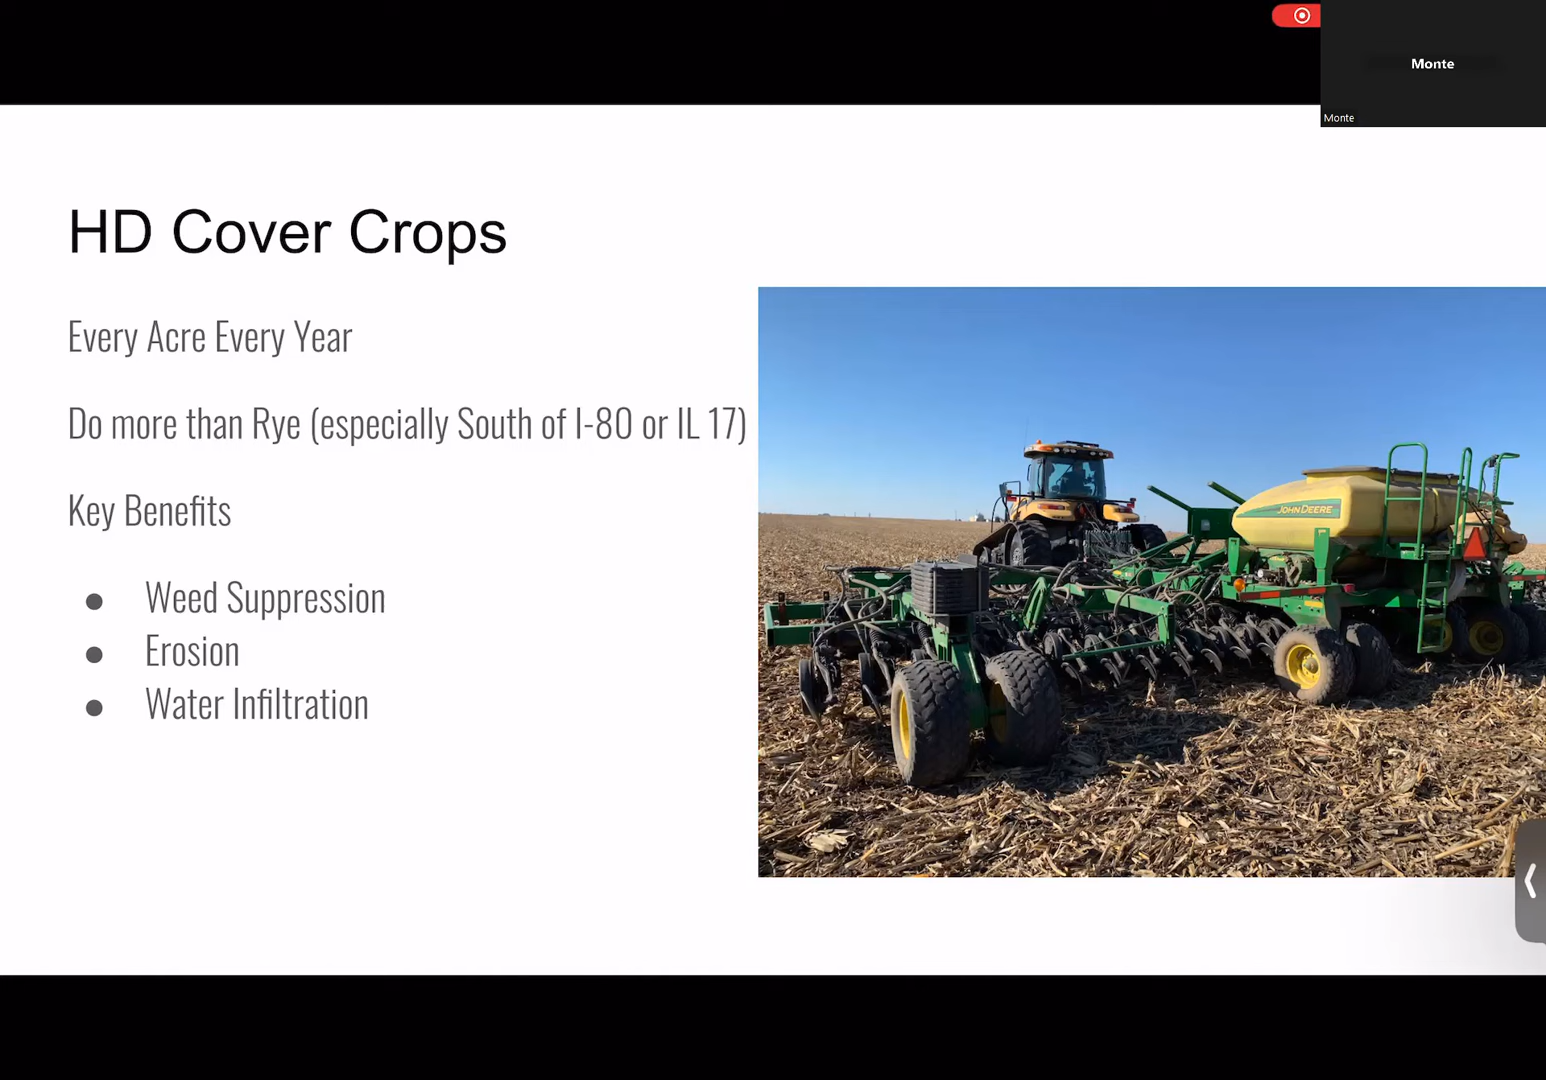 Monte
Monte
HD Cover Crops
Every Acre Every Year
Do more than Rye (especially South of I-80 or IL 17)
Key Benefits
● Weed Suppression
● Erosion
● Water Infiltration
JOHN DEERE